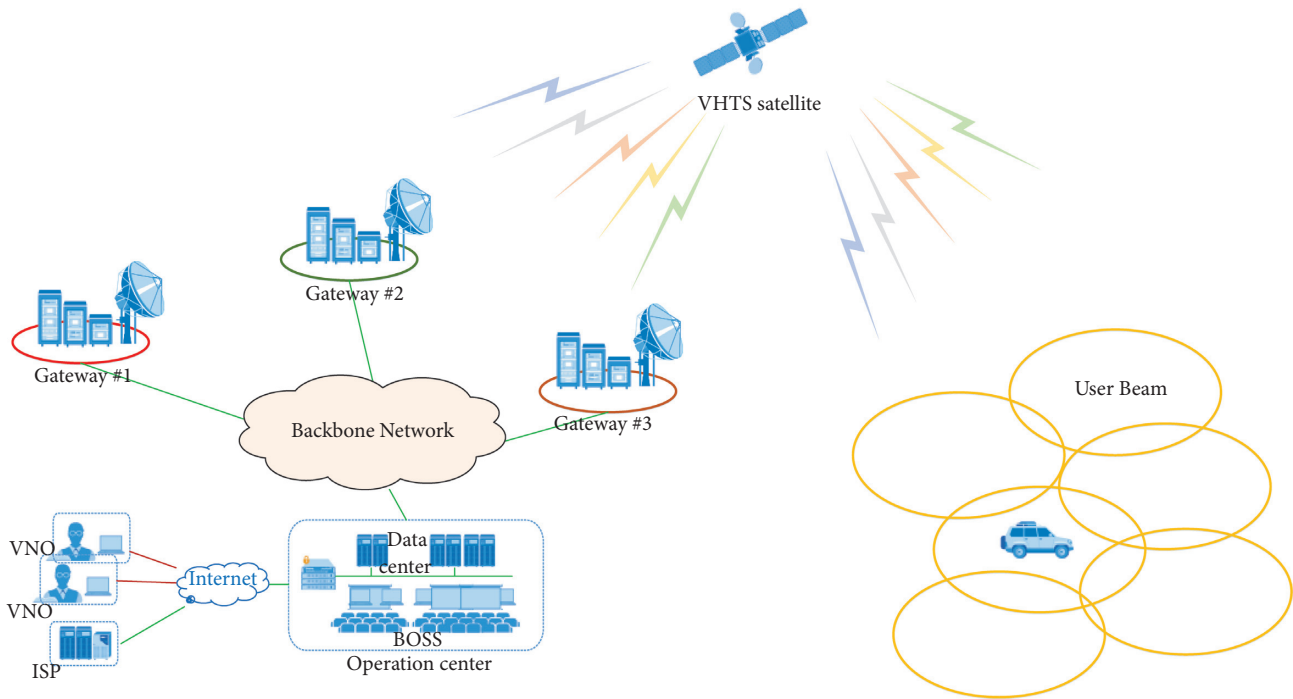 VHTS satellite
Gateway #2
Gateway #1
User Beam
Gateway #3
Backbone Network
VNO
Data
center
Internet
VNO
BOSS
Operation center
ISP